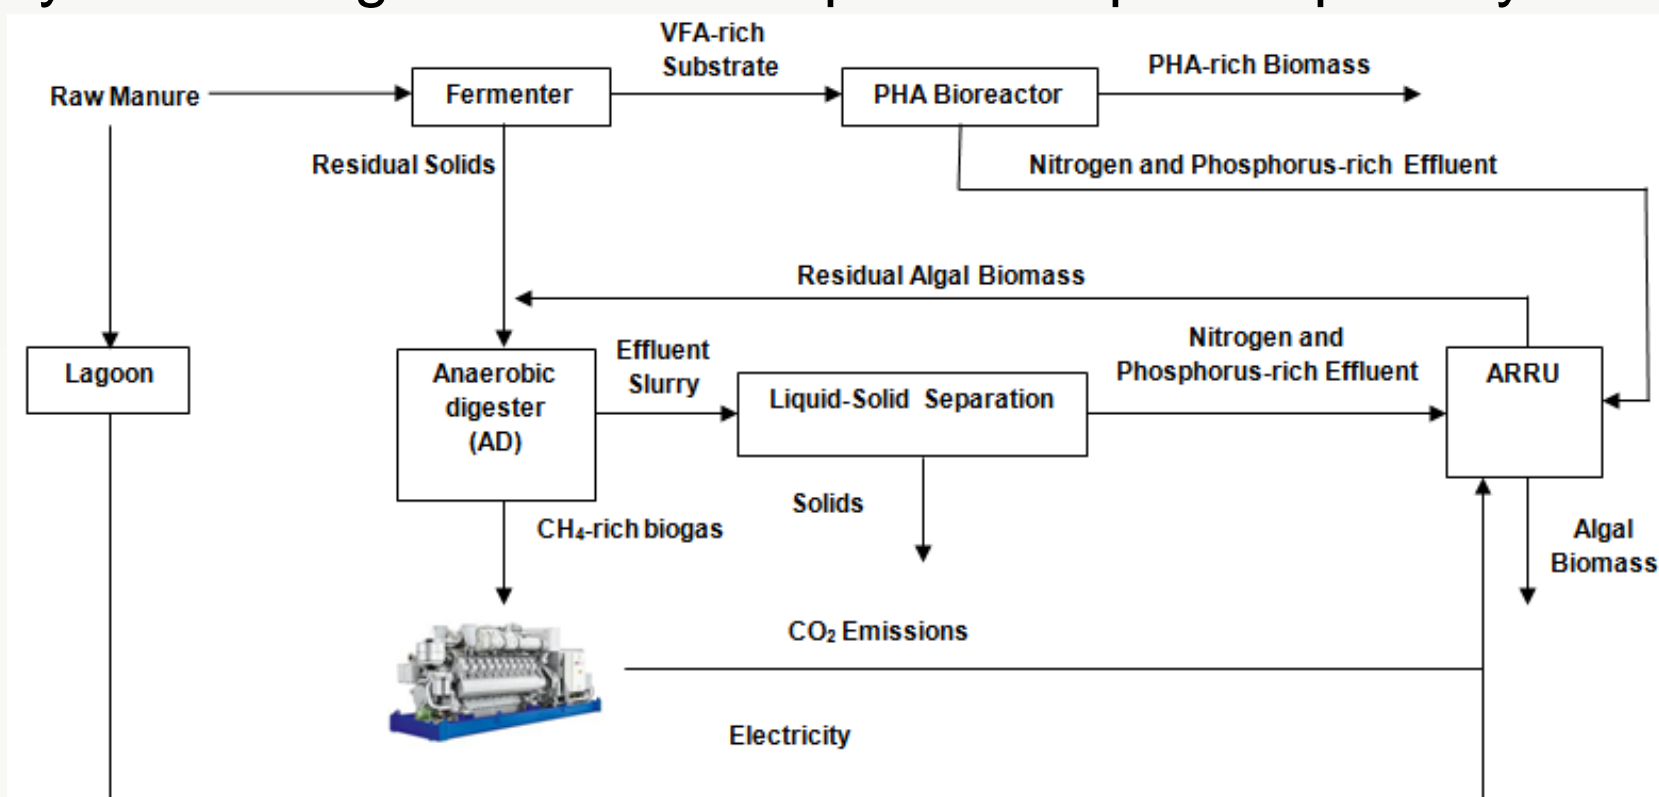 VFA-rich
Substrate
PHA-rich Biomass
Raw Manure
Fermenter
PHA Bioreactor
Residual Solids
Nitrogen and Phosphorus-rich Effluent
Residual Algal Biomass
Nitrogen and
Phosphorus-rich Effluent
Effluent
Slurry
Lagoon
Anaerobic
digester
(AD)
Liquid-Solid Separation
ARRU
Solids
CH₄-rich biogas
Algal
Biomass
CO₂ Emissions
Electricity